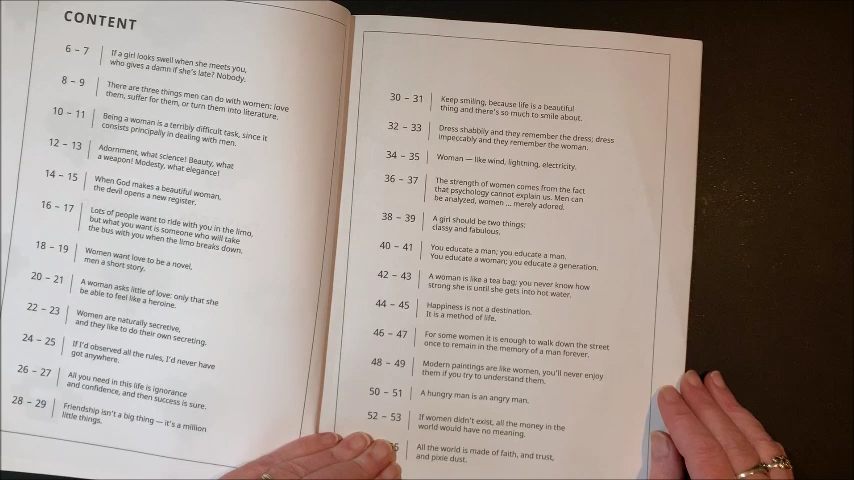 CONTENT
6 – 7
If a girl looks swell when she meets you,
who gives a damn if she's late? Nobody.
8 – 9
There are three things men can do with women: love
them, suffer for them, or turn them into literature.
10 – 11
Being a woman is a terribly difficult task, since it
consists principally in dealing with men.
12 – 13
Adornment, what science! Beauty, what
a weapon! Modesty, what elegance!
14 – 15
When God makes a beautiful woman,
the devil opens a new register.
16 – 17
Lots of people want to ride with you in the limo,
but what you want is someone who will take
the bus with you when the limo breaks down.
18 – 19
Women want love to be a novel,
men a short story.
20 – 21
A woman asks little of love: only that she
be able to feel like a heroine.
22 – 23
Women are naturally secretive,
and they like to do their own secreting.
24 – 25
If I'd observed all the rules, I'd never have
got anywhere.
26 – 27
All you need in this life is ignorance
and confidence, and then success is sure.
28 – 29
Friendship isn't a big thing — it's a million
little things.
30 – 31
Keep smiling, because life is a beautiful
thing and there's so much to smile about.
32 – 33
Dress shabbily and they remember the dress; dress
impeccably and they remember the woman.
34 – 35
Woman — like wind, lightning, electricity.
36 – 37
The strength of women comes from the fact
that psychology cannot explain us. Men can
be analyzed, women ... merely adored.
38 – 39
A girl should be two things:
classy and fabulous.
40 – 41
You educate a man; you educate a man.
You educate a woman; you educate a generation.
42 – 43
A woman is like a tea bag; you never know how
strong she is until she gets into hot water.
44 – 45
Happiness is not a destination.
It is a method of life.
46 – 47
For some women it is enough to walk down the street
once to remain in the memory of a man forever.
48 – 49
Modern paintings are like women, you'll never enjoy
them if you try to understand them.
50 – 51
A hungry man is an angry man.
52 – 53
If women didn't exist, all the money in the
world would have no meaning.
All the world is made of faith, and trust,
and pixie dust.